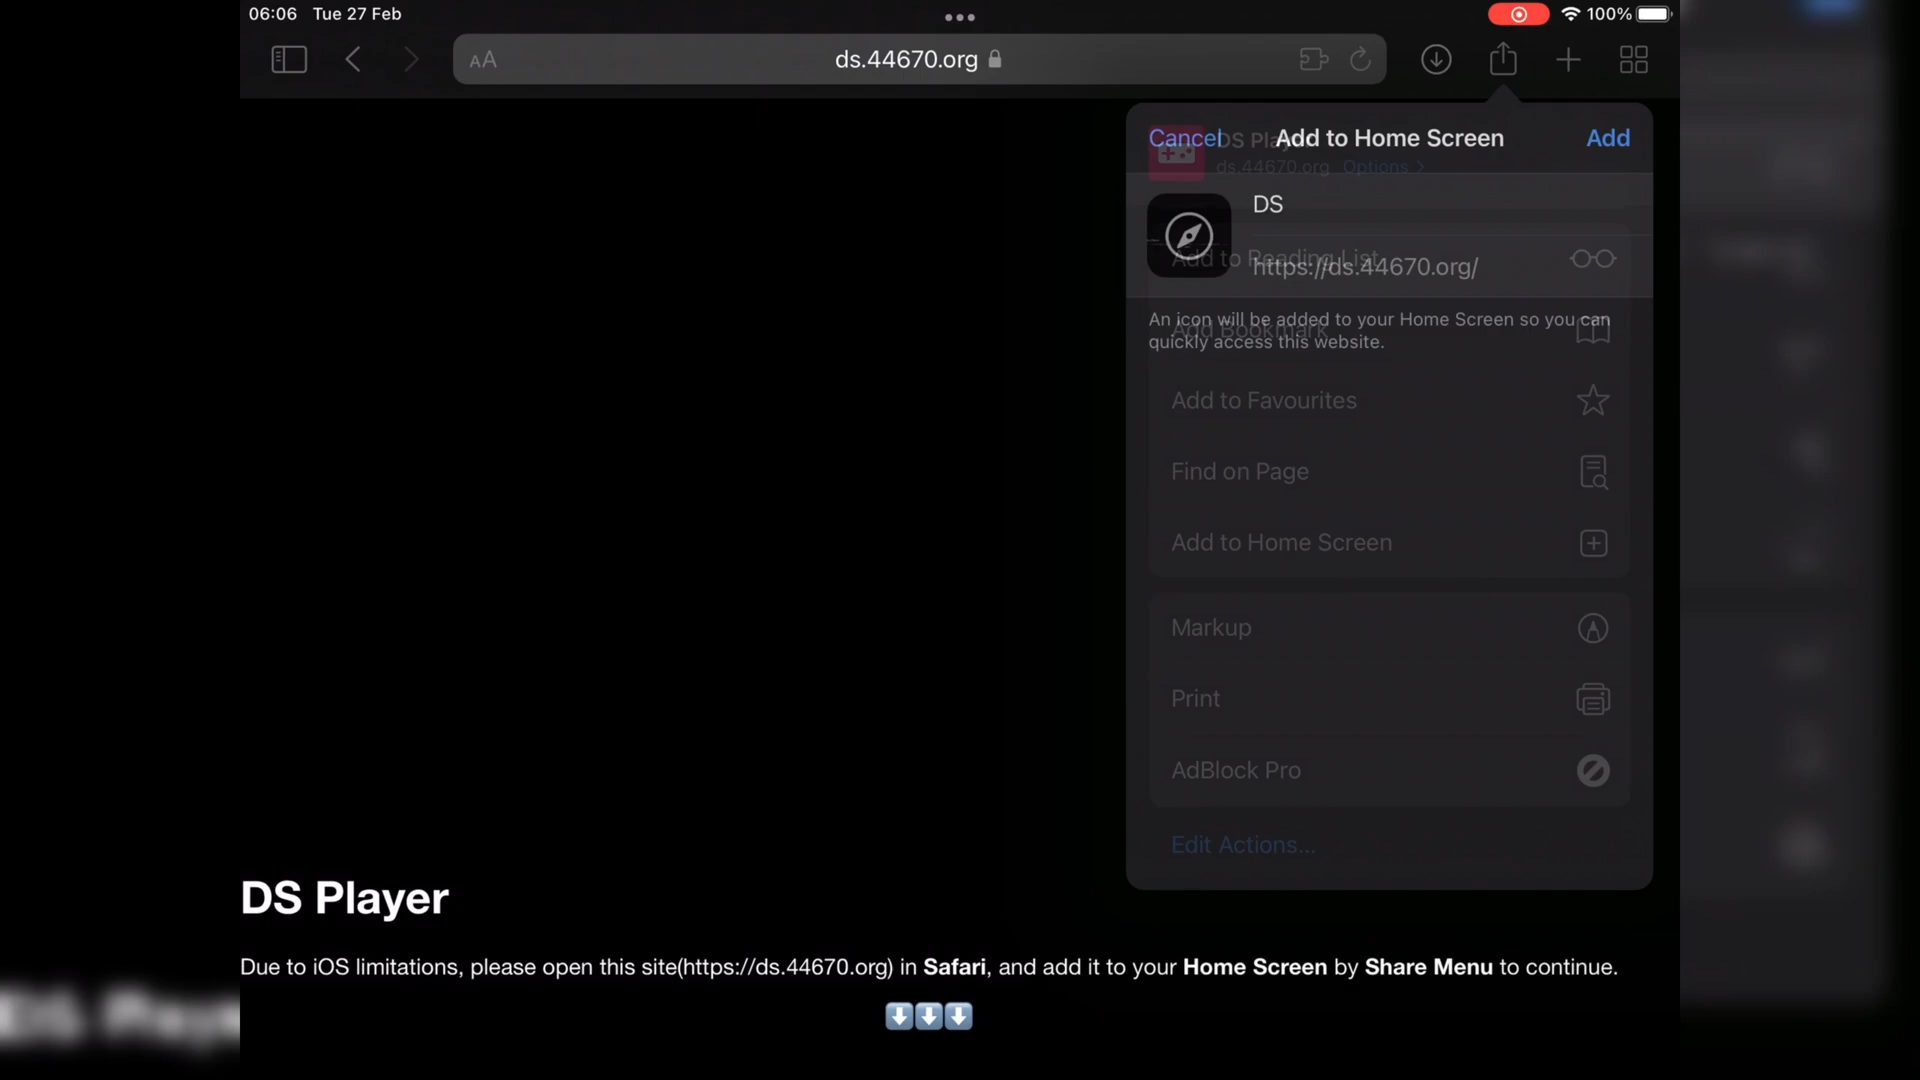 06:06 Tue 27 Feb
100%
AA
ds.44670.org
Cancel
Add to Home Screen
Add
DS Player
ds.44670.org Options >
DS
Add to Reading List
https://ds.44670.org/
An icon will be added to your Home Screen so you can
quickly access this website.
Add Bookmark
Add to Favourites
Find on Page
Add to Home Screen
Markup
Print
AdBlock Pro
Edit Actions...
DS Player
Due to iOS limitations, please open this site(https://ds.44670.org) in Safari, and add it to your Home Screen by Share Menu to continue.